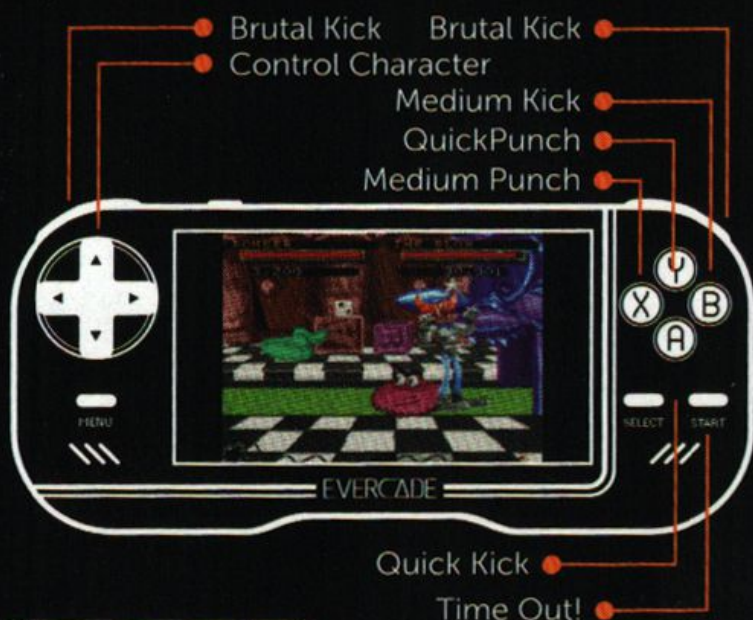 Brutal Kick Brutal Kick
Control Character
Medium Kick
QuickPunch
Medium Punch
Y
X B
A
MENU
SELECT START
EVERCADE
Quick Kick
Time Out!